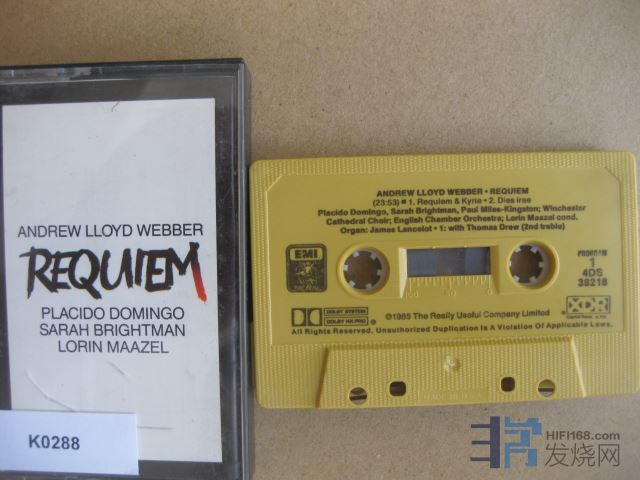 ANDREW LLOYD WEBBER
REQUIEM
PLACIDO DOMINGO
SARAH BRIGHTMAN
LORIN MAAZEL
K0288
ANDREW LLOYD WEBBER • REQUIEM
(23:53) ■ 1. Requiem & Kyrie • 2. Dies irae
Placido Domingo, Sarah Brightman, Paul Miles-Kingston; Winchester
Cathedral Choir; English Chamber Orchestra; Lorin Maazel cond.
Organ: James Lancelot • 1: with Thomas Drew (2nd treble)
EMI
ANGEL
PROGRAM
1
4DS
38218
100 50 0
DOLBY SYSTEM
DOLBY HX PRO
XDR
℗1985 The Really Useful Company Limited
All Rights Reserved. Unauthorized Duplication Is A Violation Of Applicable Laws.
HIFI168.com
发烧网